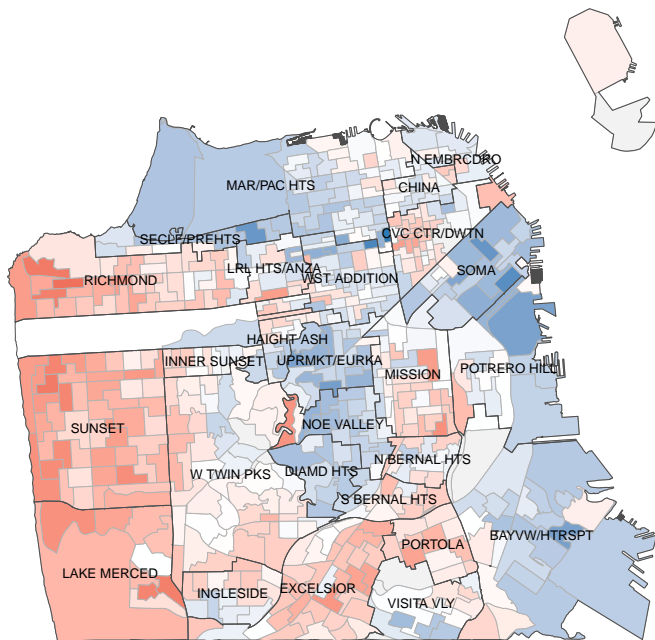 N EMBRCDRO
MAR/PAC HTS
CHINA
CVC CTR/DWTN
SECLF/PREHTS
LRL HTS/ANZA
SOMA
RICHMOND
WST ADDITION
HAIGHT ASH
INNER SUNSET
UPRMKT/EURKA
POTRERO HILL
MISSION
SUNSET
NOE VALLEY
N BERNAL HTS
W TWIN PKS
DIAMD HTS
S BERNAL HTS
BAYVW/HTRSPT
PORTOLA
LAKE MERCED
EXCELSIOR
INGLESIDE
VISITA VLY